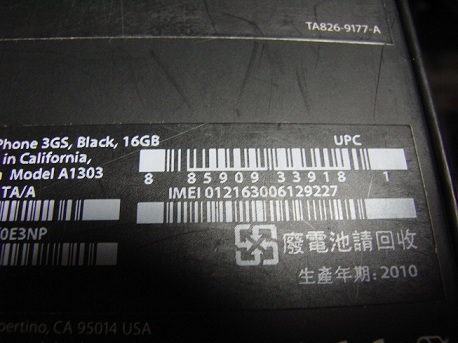 TA826-9177-A
Phone 3GS, Black, 16GB
UPC
in California,
Model A1303
8 85909 33918 1
TA/A
IMEI 012163006129227
0E3NP
廢電池請回收
生產年期: 2010
pertino, CA 95014 USA